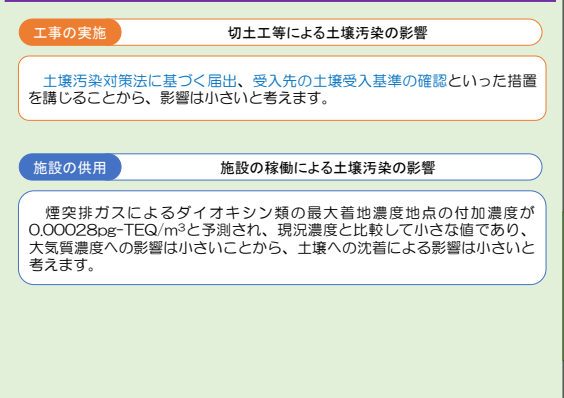 工事の実施
切土工等による土壌汚染の影響
土壌汚染対策法に基づく届出、受入先の土壌受入基準の確認といった措置
を講じることから、影響は小さいと考えます。
施設の供用
施設の稼働による土壌汚染の影響
煙突排ガスによるダイオキシン類の最大着地濃度地点の付加濃度が
0.00028pg-TEQ/m³と予測され、現況濃度と比較して小さな値であり、
大気質濃度への影響は小さいことから、土壌への沈着による影響は小さいと
考えます。